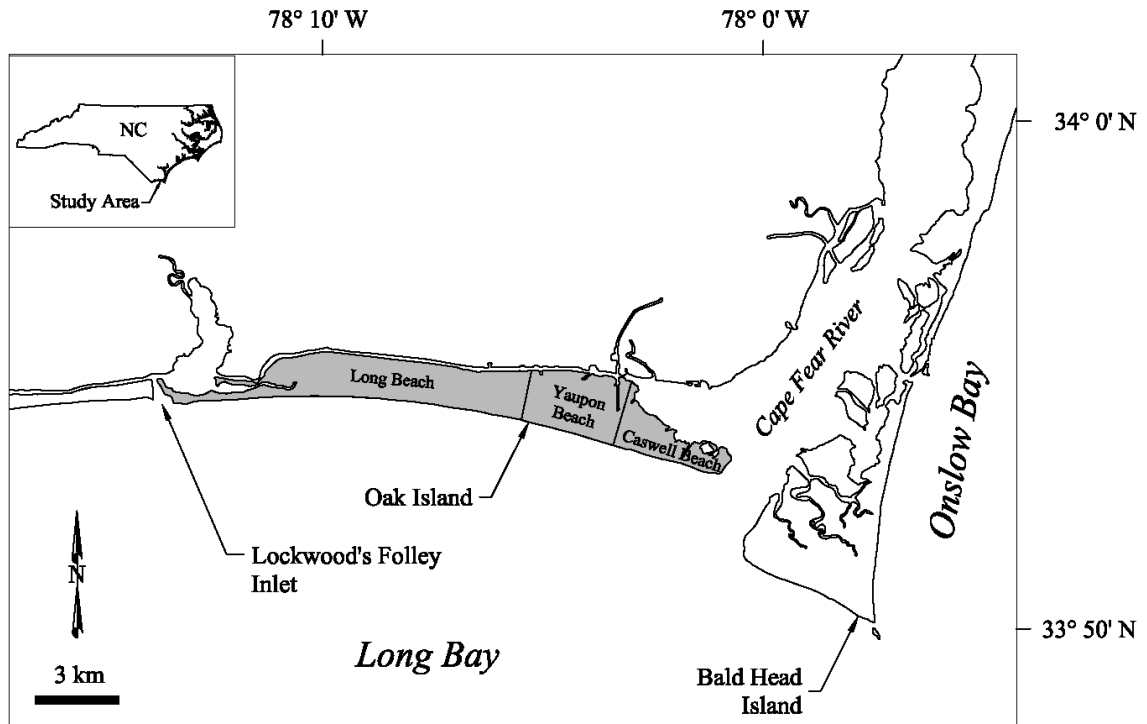 78° 10' W
78° 0' W
NC
Study Area
34° 0' N
Long Beach
Yaupon
Beach
Caswell Beach
Cape Fear River
Onslow Bay
Oak Island
Lockwood's Folley
Inlet
N
Long Bay
33° 50' N
3 km
Bald Head
Island